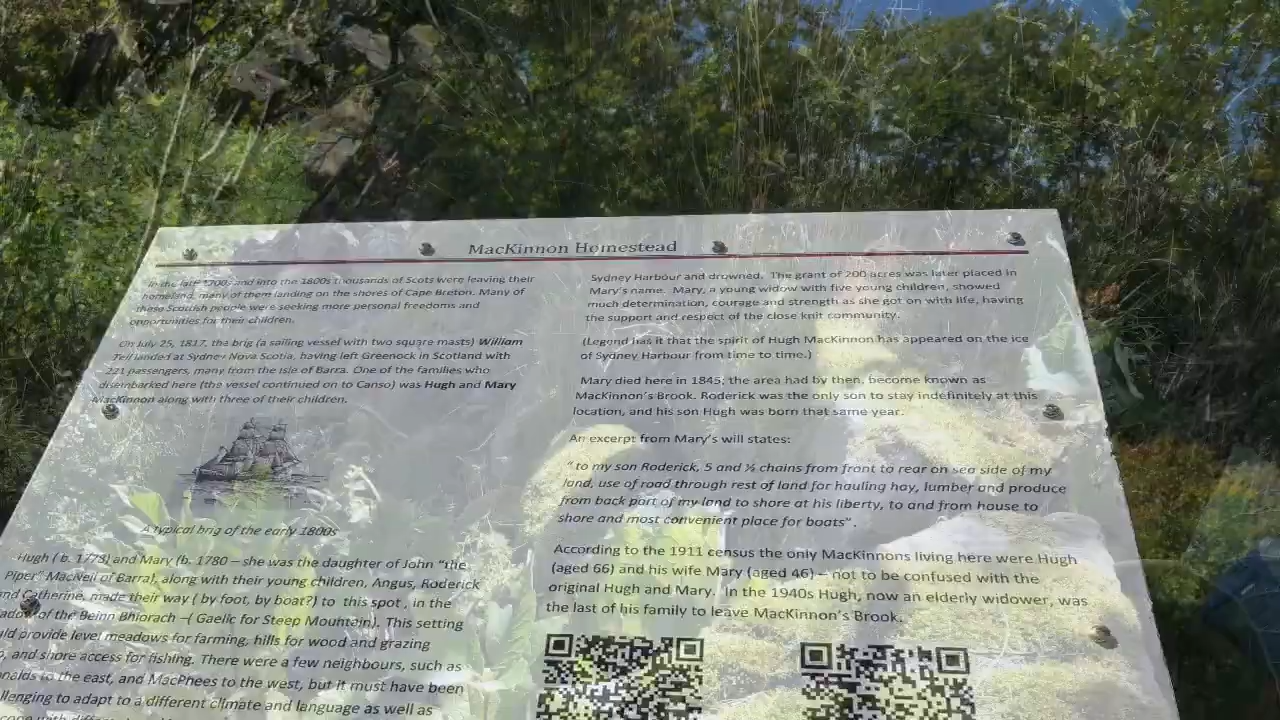 MacKinnon Homestead
In the late 1700s and into the 1800s thousands of Scots were leaving their
homeland, many of them landing on the shores of Cape Breton. Many of
these Scottish people were seeking more personal freedoms and
opportunities for their children.
On July 25, 1817, the brig (a sailing vessel with two square masts) William
Tell landed at Sydney Nova Scotia, having left Greenock in Scotland with
221 passengers, many from the Isle of Barra. One of the families who
disembarked here (the vessel continued on to Canso) was Hugh and Mary
MacKinnon along with three of their children.
A typical brig of the early 1800s
Hugh ( b. 1775) and Mary (b. 1780 – she was the daughter of John "the
Piper" MacNeil of Barra), along with their young children, Angus, Roderick
and Catherine, made their way ( by foot, by boat?) to this spot , in the
of the Beinn Bhiorach –( Gaelic for Steep Mountain). This setting
provide level meadows for farming, hills for wood and grazing
and shore access for fishing. There were a few neighbours, such as
to the east, and MacPhees to the west, but it must have been
to adapt to a different climate and language as well as
Sydney Harbour and drowned. The grant of 200 acres was later placed in
Mary's name. Mary, a young widow with five young children, showed
much determination, courage and strength as she got on with life, having
the support and respect of the close knit community.
(Legend has it that the spirit of Hugh MacKinnon has appeared on the ice
of Sydney Harbour from time to time.)
Mary died here in 1845; the area had by then, become known as
MacKinnon's Brook. Roderick was the only son to stay indefinitely at this
location, and his son Hugh was born that same year.
An excerpt from Mary's will states:
"to my son Roderick, 5 and ½ chains from front to rear on sea side of my
land, use of road through rest of land for hauling hay, lumber and produce
from back part of my land to shore at his liberty, to and from house to
shore and most convenient place for boats".
According to the 1911 census the only MacKinnons living here were Hugh
(aged 66) and his wife Mary (aged 46) – not to be confused with the
original Hugh and Mary. In the 1940s Hugh, now an elderly widower, was
the last of his family to leave MacKinnon's Brook.